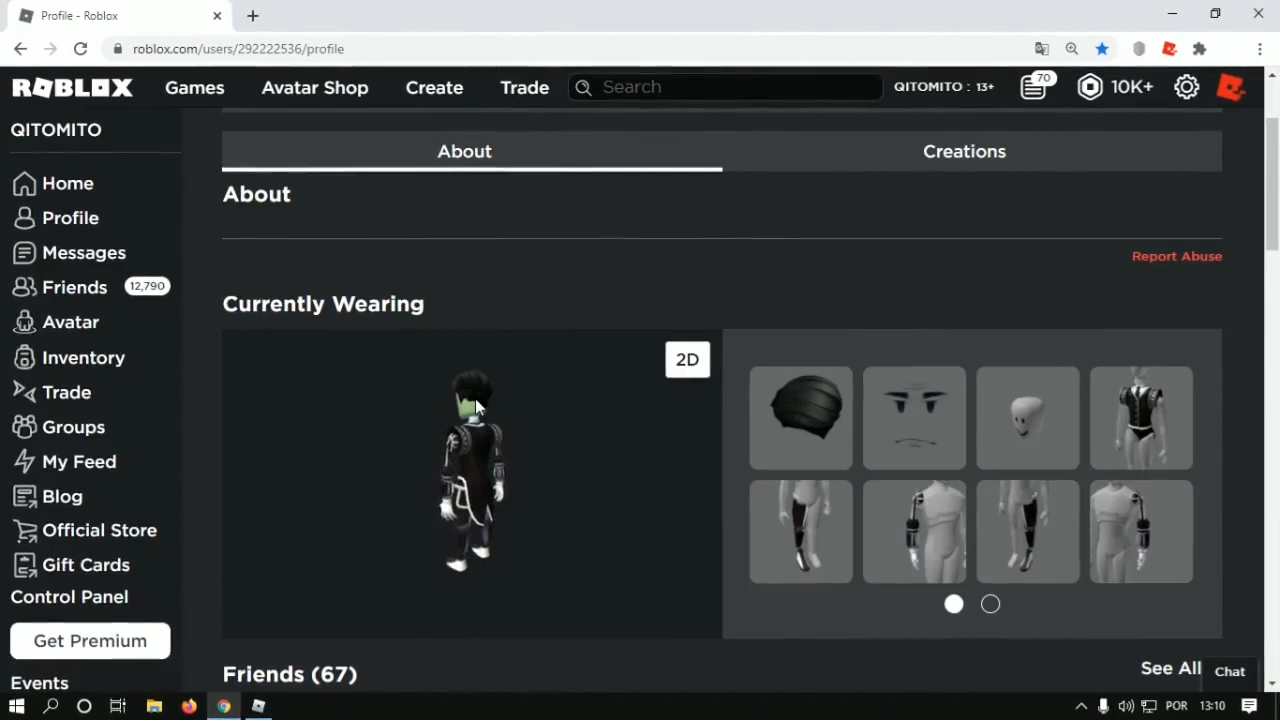 Profile - Roblox
roblox.com/users/292222536/profile
ROBLOX Games Avatar Shop Create Trade Search QITOMITO : 13+ 70 10K+
QITOMITO
Home
Profile
Messages
Friends 12,790
Avatar
Inventory
Trade
Groups
My Feed
Blog
Official Store
Gift Cards
Control Panel
Get Premium
Events
About Creations
About
Report Abuse
Currently Wearing
2D
Friends (67) See All
Chat
POR 13:10